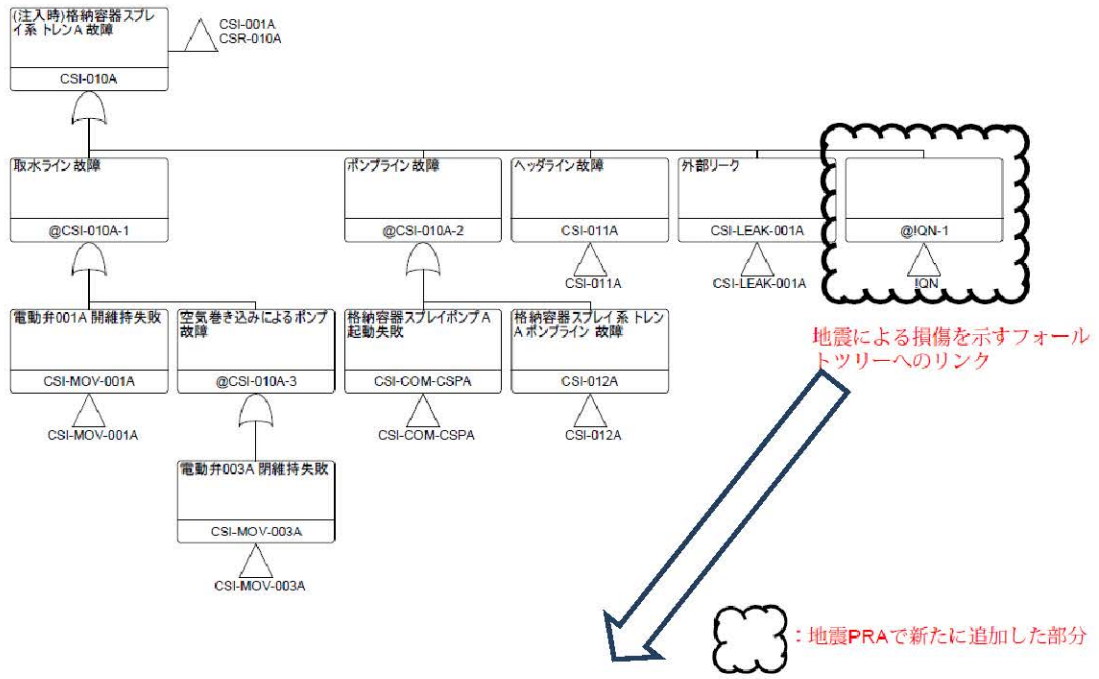 (注入時)格納容器スプレ
イ系 トレンA 故障
CSI-010A
CSI-001A
CSR-010A
取水ライン 故障
@CSI-010A-1
ポンプライン 故障
@CSI-010A-2
ヘッダライン故障
CSI-011A
CSI-011A
外部リーク
CSI-LEAK-001A
CSI-LEAK-001A
@!QN-1
!QN
地震による損傷を示すフォール
トツリーへのリンク
電動弁001A 開維持失敗
CSI-MOV-001A
CSI-MOV-001A
空気巻き込みによるポンプ
故障
@CSI-010A-3
格納容器スプレイポンプ A
起動失敗
CSI-COM-CSPA
CSI-COM-CSPA
格納容器スプレイ 系 トレン
A ポンプライン 故障
CSI-012A
CSI-012A
電動弁003A 閉維持失敗
CSI-MOV-003A
CSI-MOV-003A
：地震PRAで新たに追加した部分